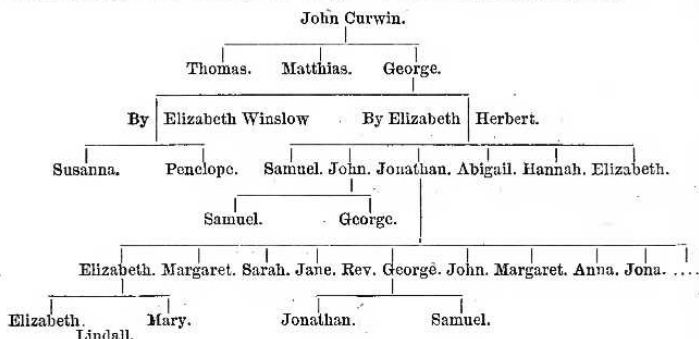 John Curwin.
Thomas. Matthias. George.
By Elizabeth Winslow By Elizabeth Herbert.
Susanna. Penelope. Samuel. John. Jonathan. Abigail. Hannah. Elizabeth.
Samuel. George.
Elizabeth. Margaret. Sarah. Jane. Rev. George. John. Margaret. Anna. Jona. ....
Elizabeth. Mary. Jonathan. Samuel.
Lindall.